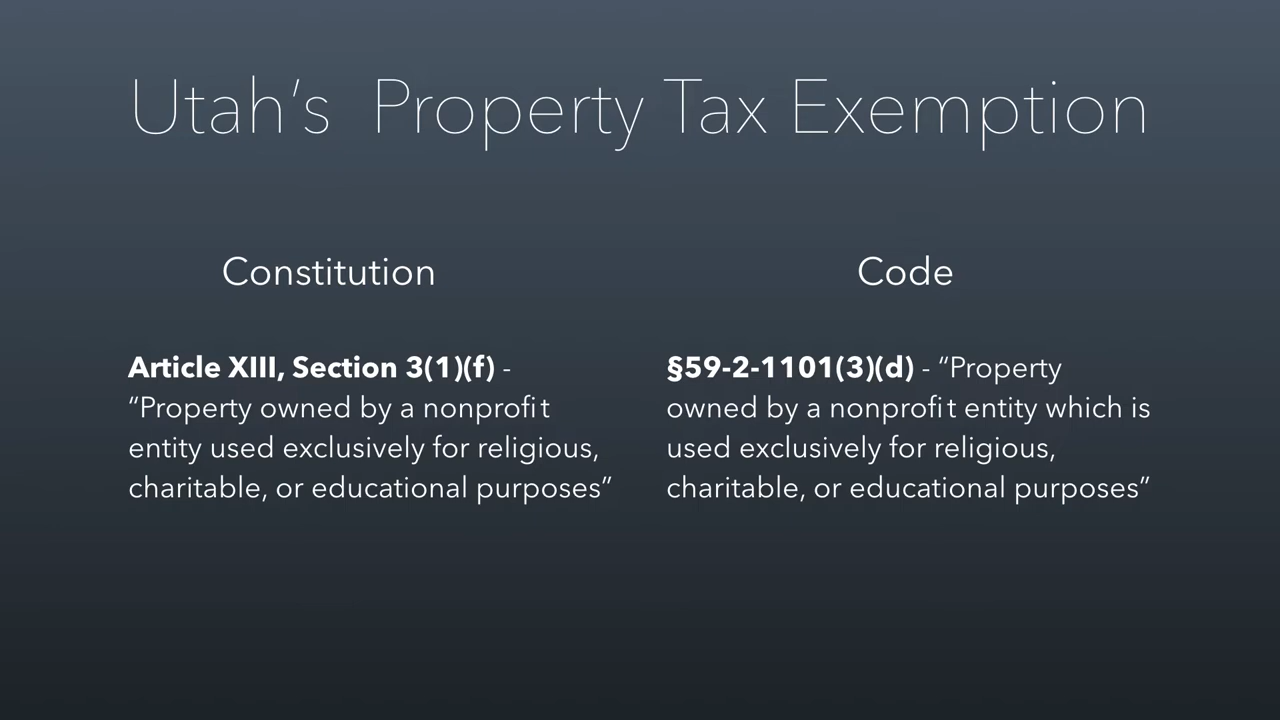 Utah’s  Property Tax Exemption
Constitution
Article XIII, Section 3(1)(f) -
“Property owned by a nonprofit
entity used exclusively for religious,
charitable, or educational purposes”
Code
§59-2-1101(3)(d) - “Property
owned by a nonprofit entity which is
used exclusively for religious,
charitable, or educational purposes”